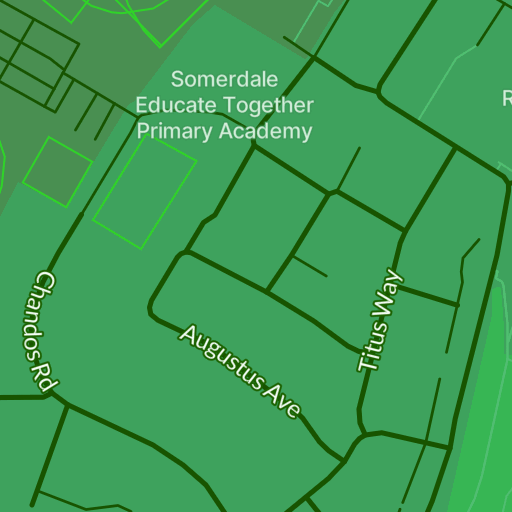 Somerdale
Educate Together
Primary Academy
R
Chandos Rd
Titus Way
Augustus Ave